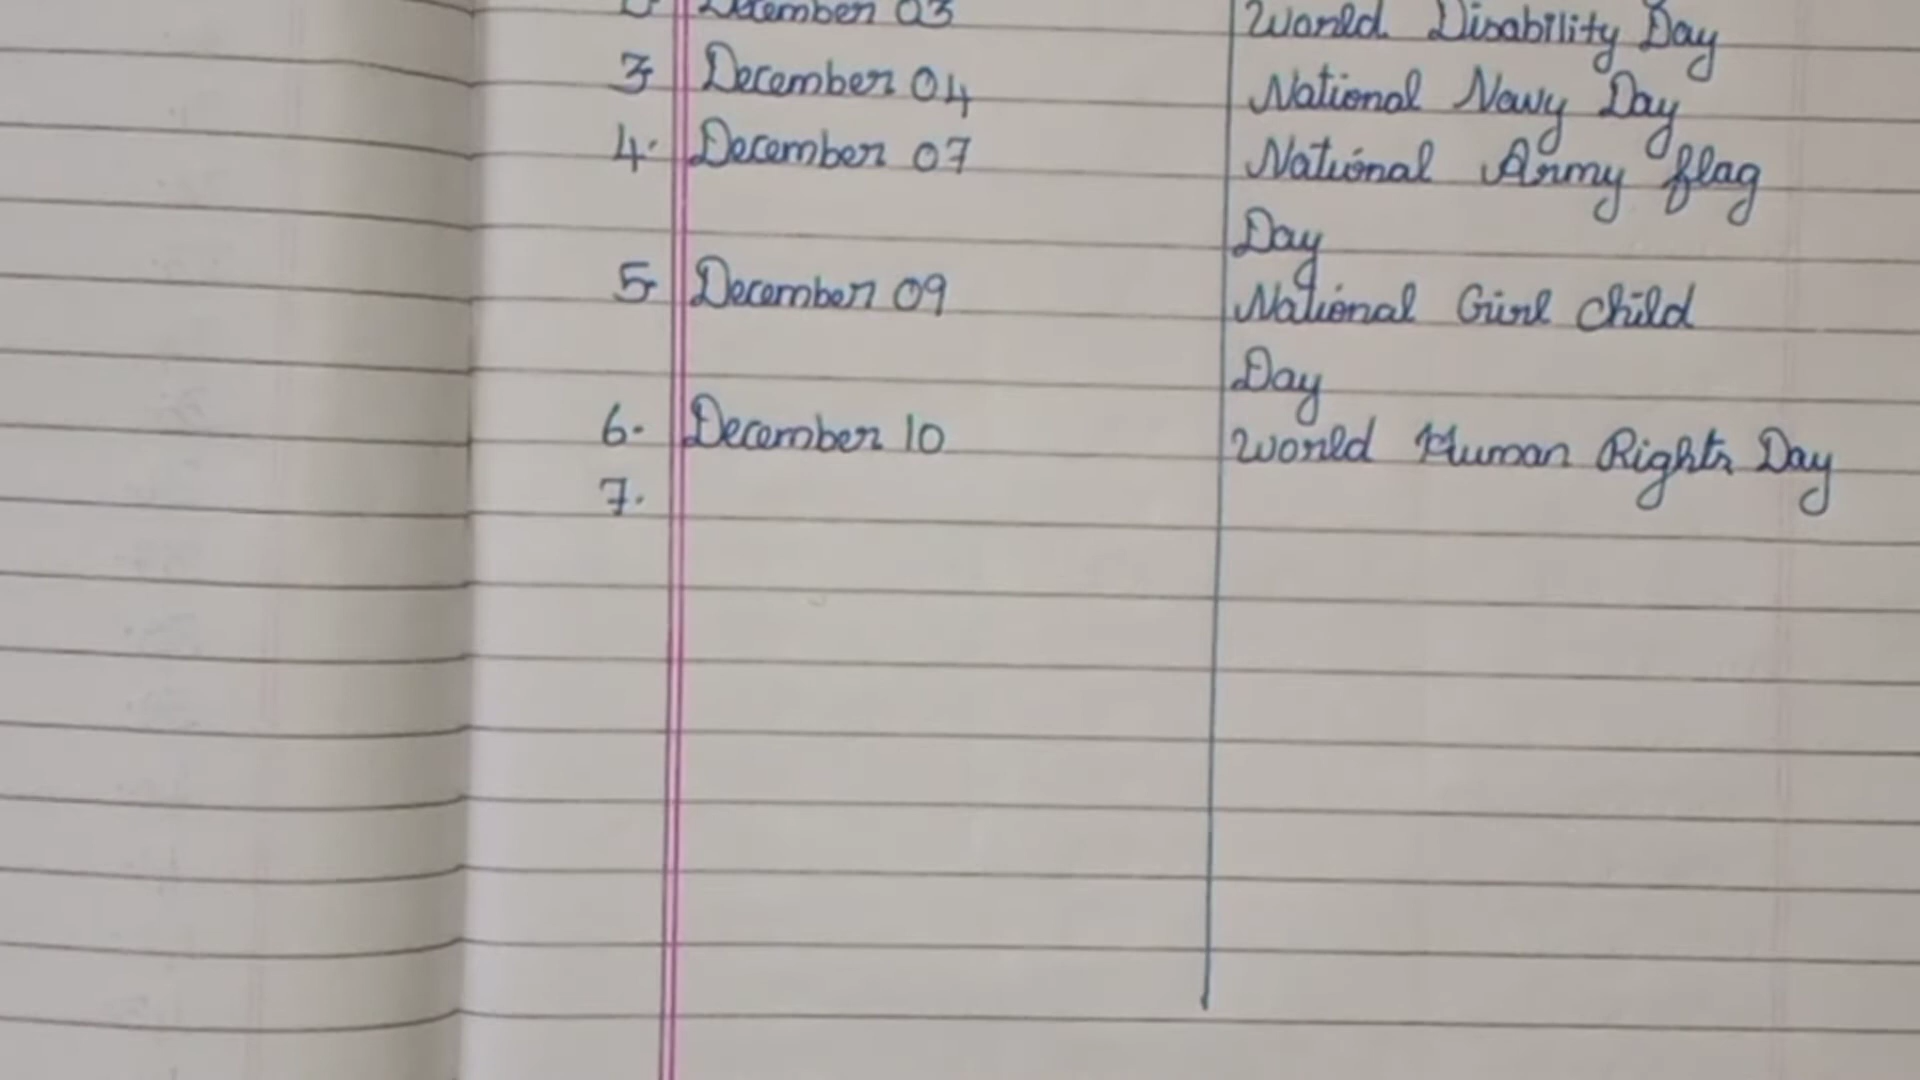 December 03 World Disability Day
3. December 04 National Navy Day
4. December 07 National Army flag
Day
5. December 09 National Girl child
Day
6. December 10 World Human Rights Day
7.